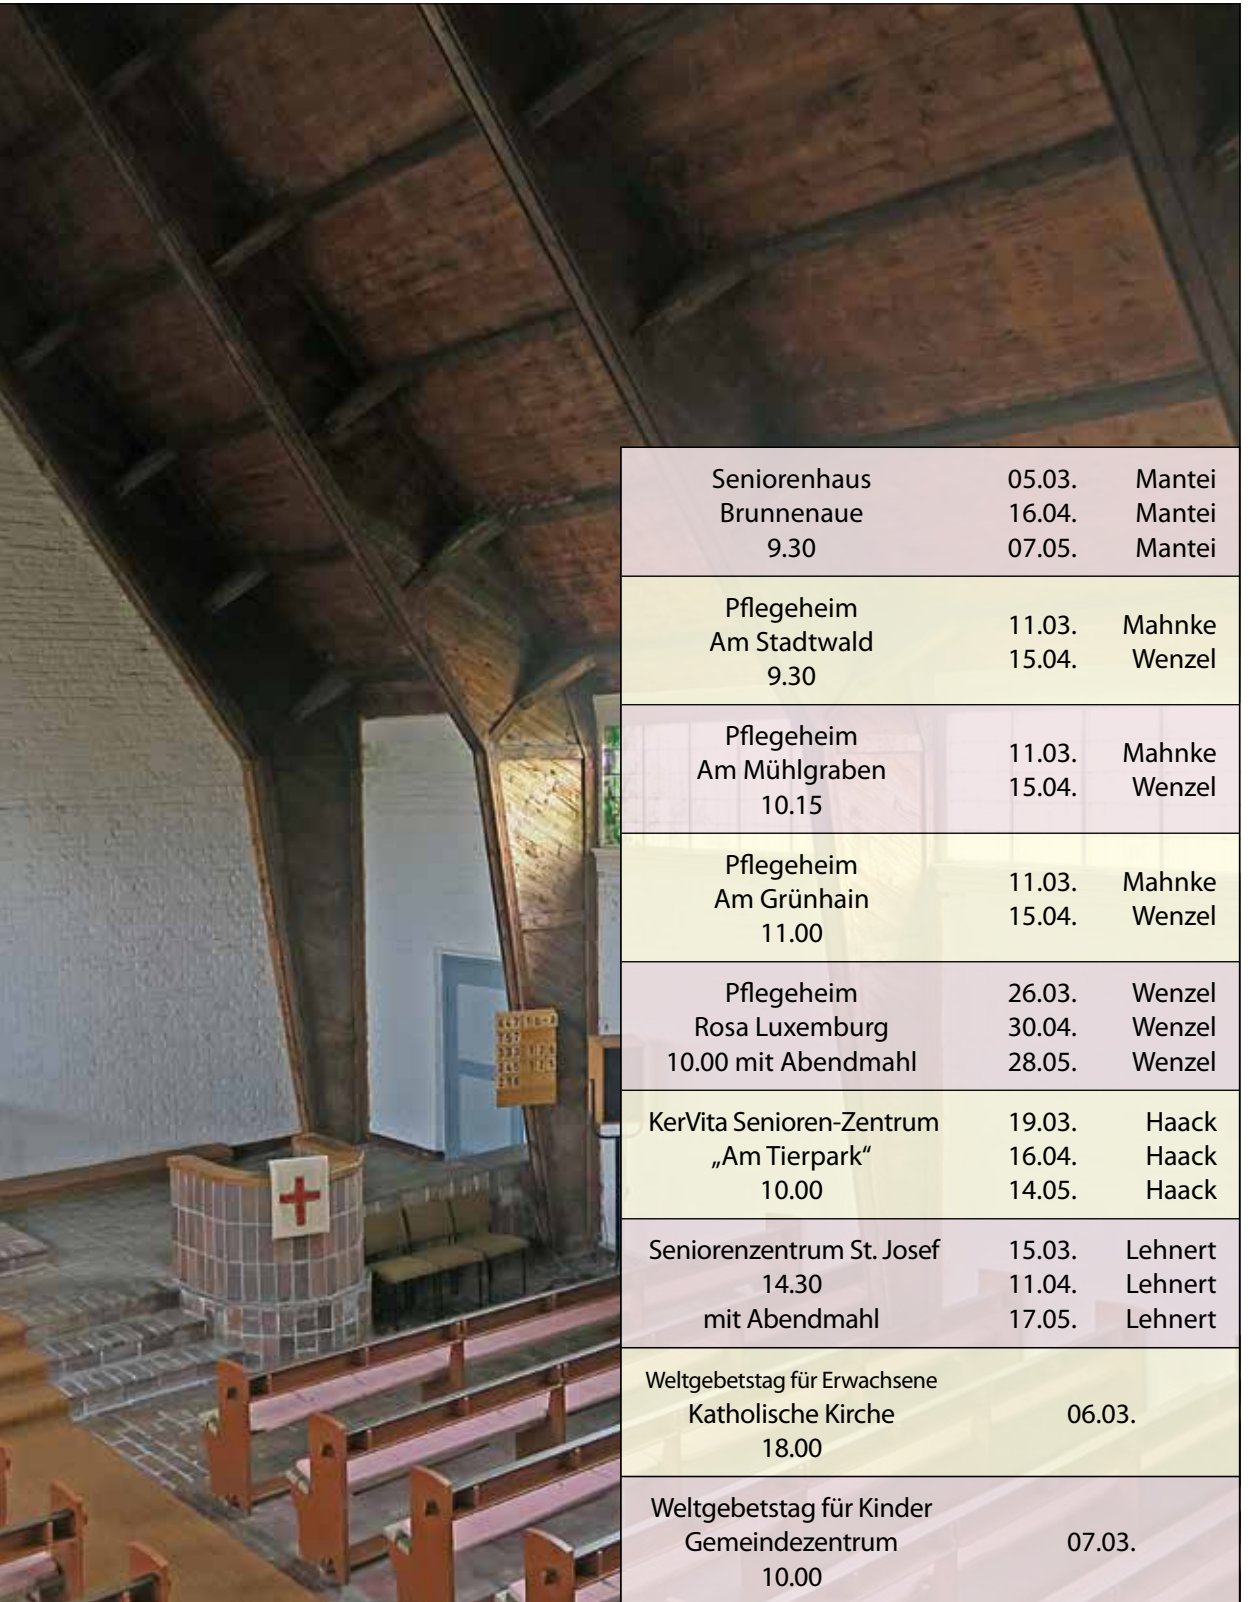 Seniorenhaus 05.03. Mantei
Brunnenaue 16.04. Mantei
9.30 07.05. Mantei
Pflegeheim
Am Stadtwald
9.30
11.03. Mahnke
15.04. Wenzel
Pflegeheim
Am Mühlgraben
10.15
11.03. Mahnke
15.04. Wenzel
Pflegeheim
Am Grünhain
11.00
11.03. Mahnke
15.04. Wenzel
Pflegeheim 26.03. Wenzel
Rosa Luxemburg 30.04. Wenzel
10.00 mit Abendmahl 28.05. Wenzel
KerVita Senioren-Zentrum 19.03. Haack
„Am Tierpark“ 16.04. Haack
10.00 14.05. Haack
Seniorenzentrum St. Josef 15.03. Lehnert
14.30 11.04. Lehnert
mit Abendmahl 17.05. Lehnert
Weltgebetstag für Erwachsene
Katholische Kirche 06.03.
18.00
Weltgebetstag für Kinder
Gemeindezentrum 07.03.
10.00